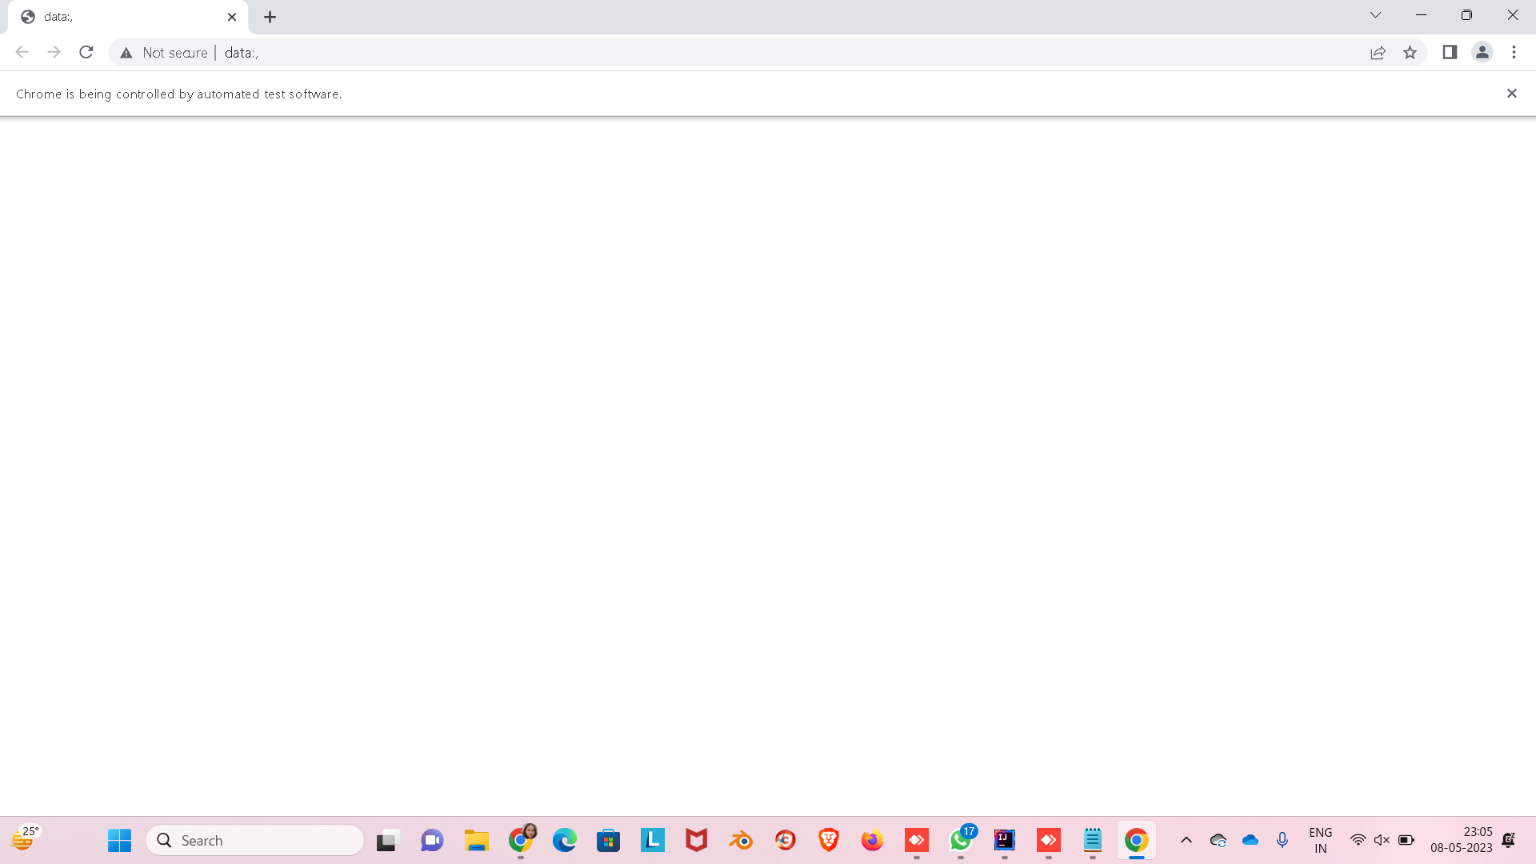 data:,
Not secure | data:,
Chrome is being controlled by automated test software.
25°
Search
L
17
IJ
ENG
IN
23:05
08-05-2023